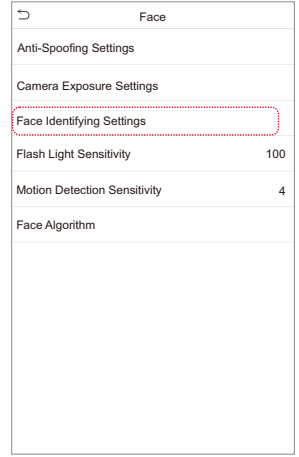 Face
Anti-Spoofing Settings
Camera Exposure Settings
Face Identifying Settings
Flash Light Sensitivity 100
Motion Detection Sensitivity 4
Face Algorithm